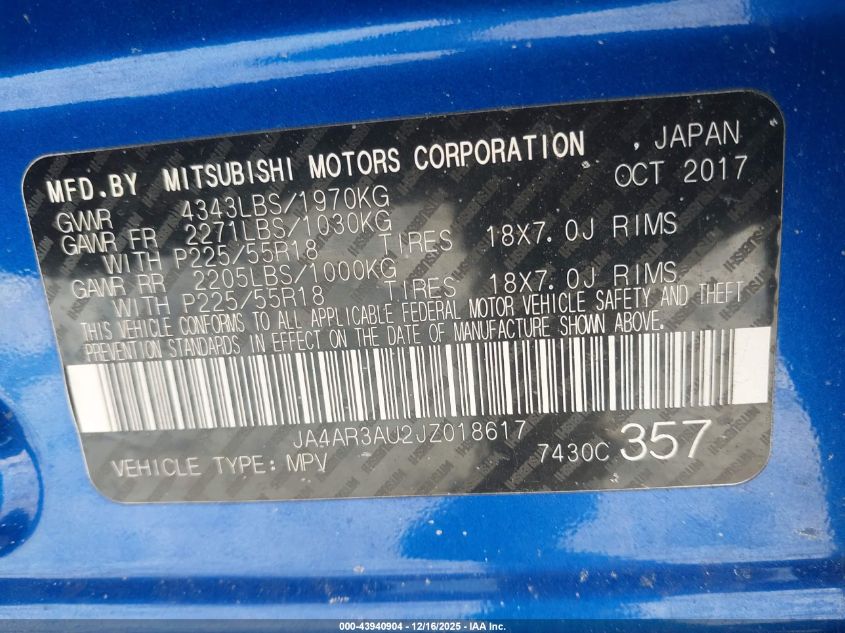 MFD.BY MITSUBISHI MOTORS CORPORATION , JAPAN
OCT 2017
GVWR 4343LBS/1970KG
GAWR FR 2271LBS/1030KG
WITH P225/55R18 TIRES 18X7.0J RIMS
GAWR RR 2205LBS/1000KG
WITH P225/55R18 TIRES 18X7.0J RIMS
THIS VEHICLE CONFORMS TO ALL APPLICABLE FEDERAL MOTOR VEHICLE SAFETY AND THEFT
PREVENTION STANDARDS IN EFFECT ON THE DATE OF MANUFACTURE SHOWN ABOVE.
JA4AR3AU2JZ018617
VEHICLE TYPE: MPV 7430C 357
000-43940904 - 12/16/2025 - IAA Inc.